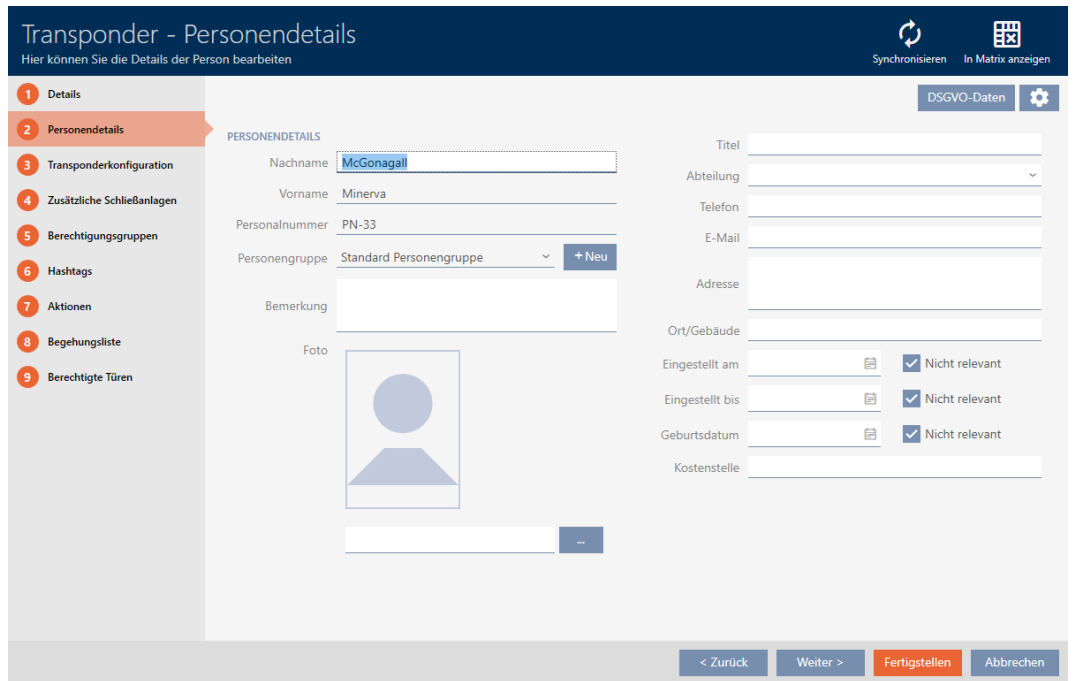 Transponder - Personendetails
Hier können Sie die Details der Person bearbeiten
Synchronisieren
In Matrix anzeigen
1 Details
2 Personendetails
3 Transponderkonfiguration
4 Zusätzliche Schließanlagen
5 Berechtigungsgruppen
6 Hashtags
7 Aktionen
8 Begehungsliste
9 Berechtigte Türen
DSGVO-Daten
PERSONENDETAILS
Nachname McGonagall
Vorname Minerva
Personalnummer PN-33
Personengruppe Standard Personengruppe + Neu
Bemerkung
Foto
...
Titel
Abteilung
Telefon
E-Mail
Adresse
Ort/Gebäude
Eingestellt am Nicht relevant
Eingestellt bis Nicht relevant
Geburtsdatum Nicht relevant
Kostenstelle
< Zurück Weiter > Fertigstellen Abbrechen